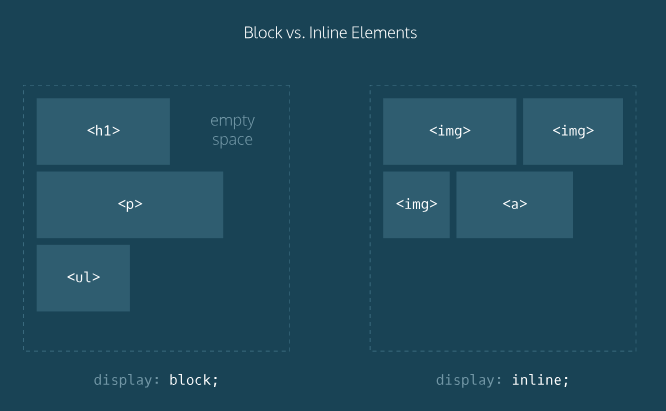 Block vs. Inline Elements
<h1>
empty
space
<p>
<ul>
display: block;
<img>
<img>
<img>
<a>
display: inline;